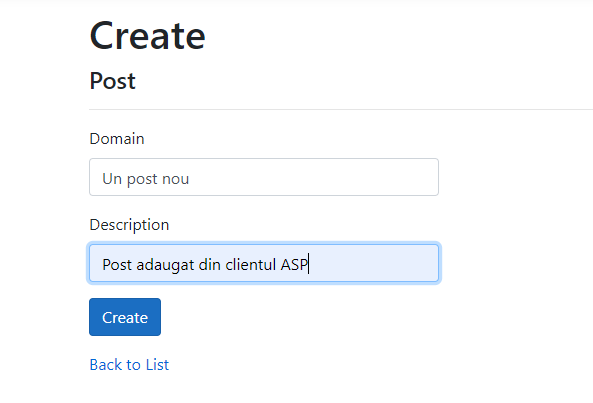 Create
Post
Domain
Un post nou
Description
Post adaugat din clientul ASP
Create
Back to List